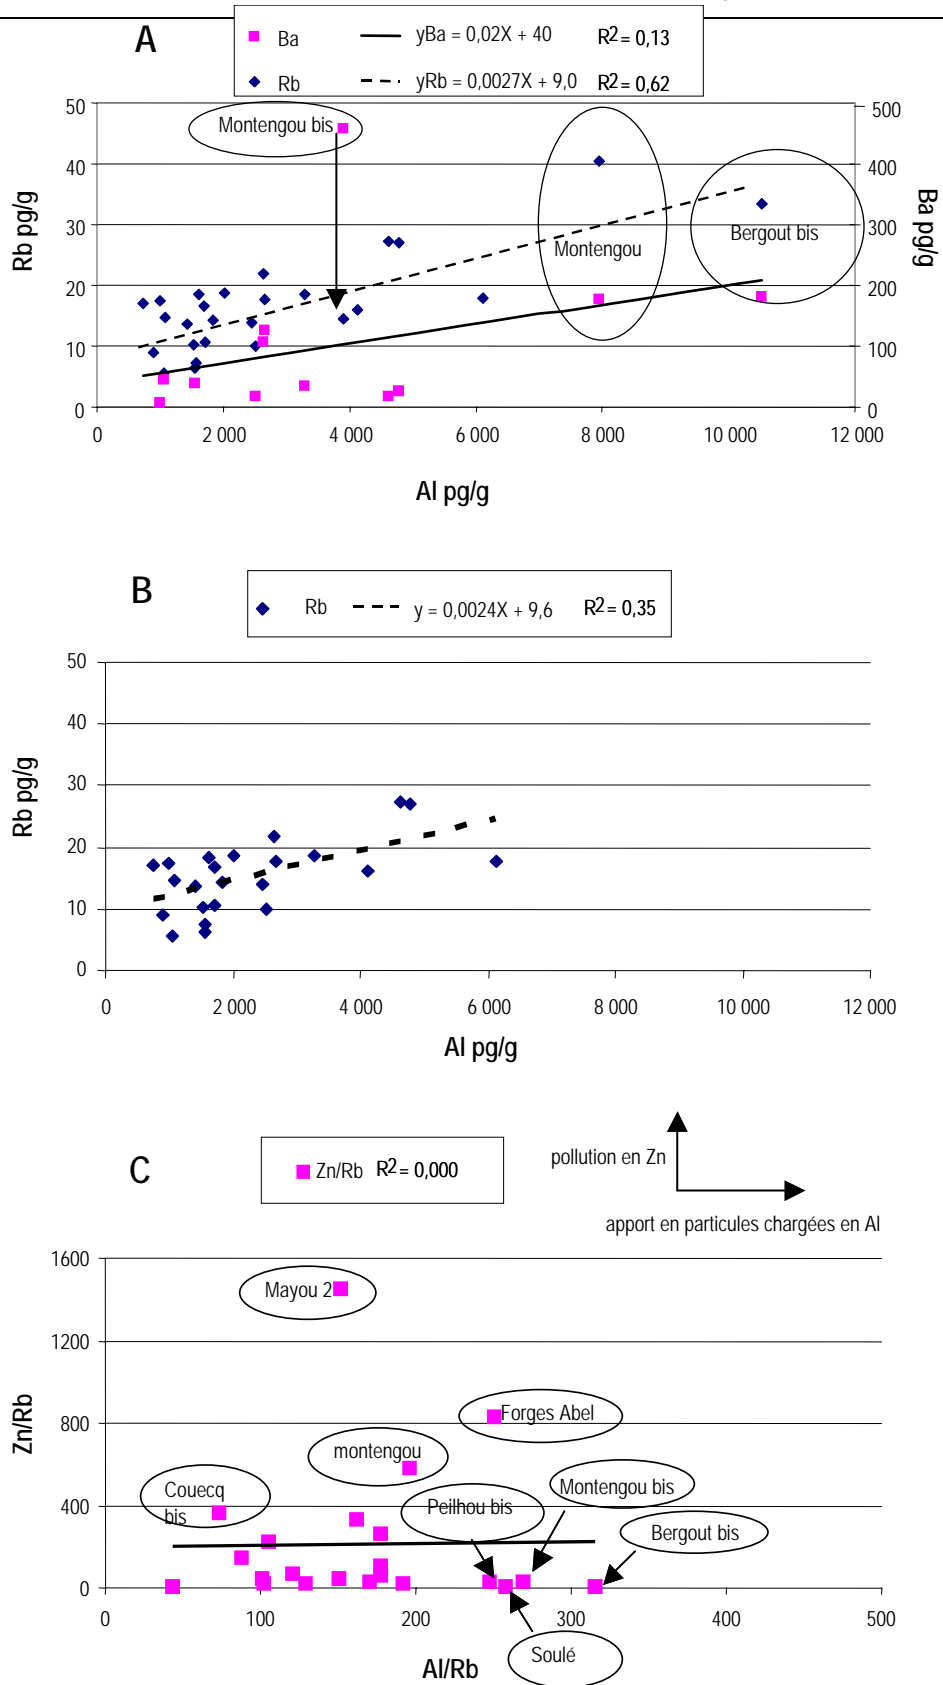 A
Ba yBa = 0,02X + 40 R2 = 0,13
Rb yRb = 0,0027X + 9,0 R2 = 0,62
50
40
30
20
10
0
Rb pg/g
500
400
300
200
100
0
Ba pg/g
Montengou bis
Montengou
Bergout bis
0 2 000 4 000 6 000 8 000 10 000 12 000
Al pg/g
B
Rb y = 0,0024X + 9,6 R2 = 0,35
50
40
30
20
10
0
Rb pg/g
0 2 000 4 000 6 000 8 000 10 000 12 000
Al pg/g
C
Zn/Rb R2 = 0,000
pollution en Zn
apport en particules chargées en Al
1600
1200
800
400
0
Zn/Rb
Mayou 2
Forges Abel
montengou
Couecq
bis
Peilhou bis
Montengou bis
Bergout bis
Soulé
0 100 200 300 400 500
Al/Rb